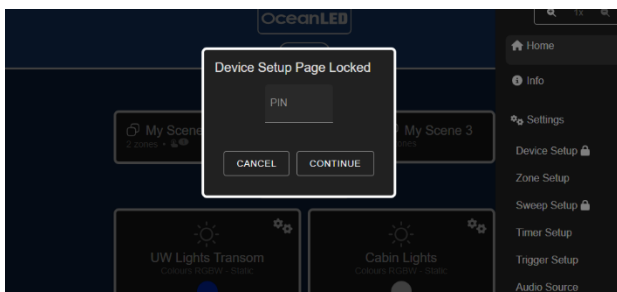 OceanLED
1x
Device Setup Page Locked
PIN
CANCEL
CONTINUE
My Scene
2 zones •
My Scene 3
zones
UW Lights Transom
Colours RGBW - Static
Cabin Lights
Colours RGBW - Static
Home
Info
Settings
Device Setup
Zone Setup
Sweep Setup
Timer Setup
Trigger Setup
Audio Source